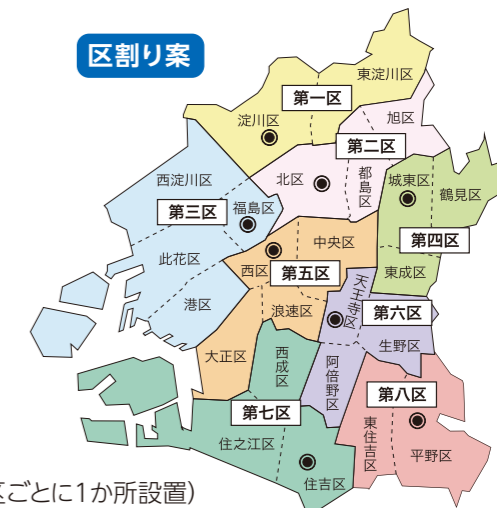 区割り案
東淀川区
第一区
淀川区
旭区
第二区
西淀川区
北区
都島区
城東区
鶴見区
第三区
福島区
中央区
第四区
此花区
西区
第五区
東成区
港区
天王寺区
第六区
浪速区
大正区
西成区
阿倍野区
生野区
第七区
第八区
住之江区
東住吉区
平野区
住吉区
区ごとに1か所設置)